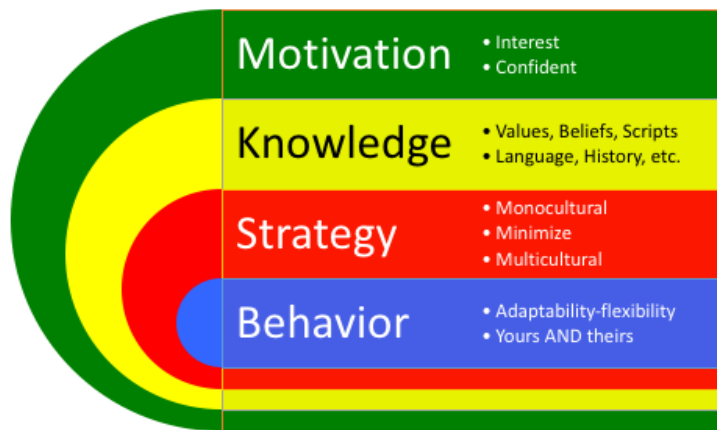 Motivation
• Interest
• Confident
Knowledge
• Values, Beliefs, Scripts
• Language, History, etc.
Strategy
• Monocultural
• Minimize
• Multicultural
Behavior
• Adaptability-flexibility
• Yours AND theirs